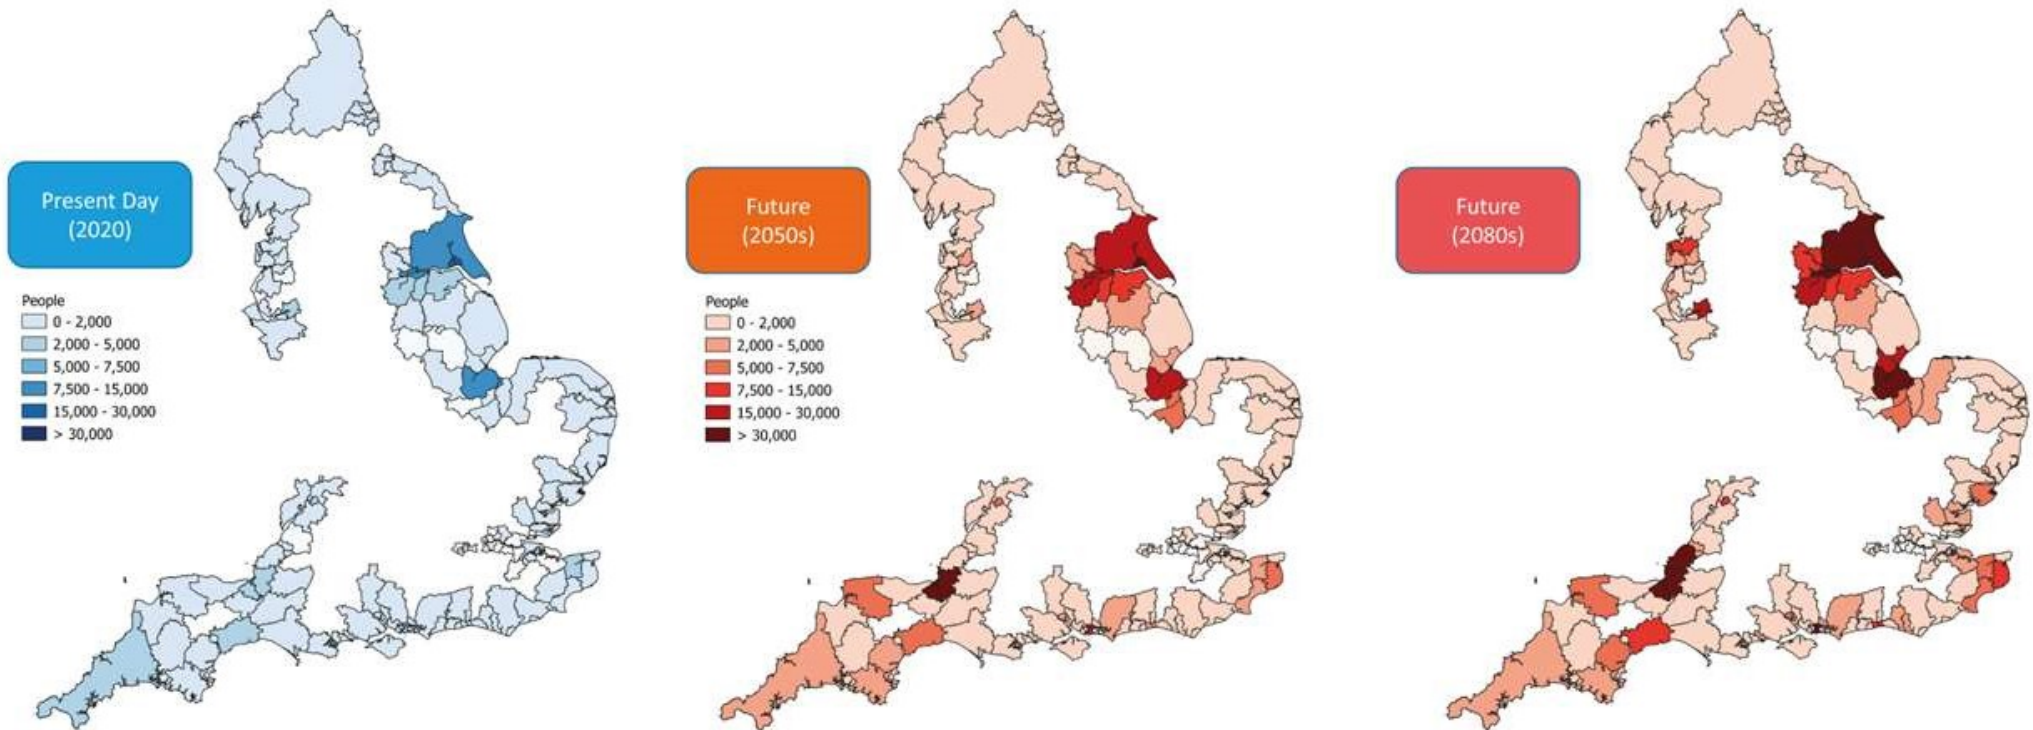 Present Day
(2020)
People
0 - 2,000
2,000 - 5,000
5,000 - 7,500
7,500 - 15,000
15,000 - 30,000
> 30,000
Future
(2050s)
People
0 - 2,000
2,000 - 5,000
5,000 - 7,500
7,500 - 15,000
15,000 - 30,000
> 30,000
Future
(2080s)